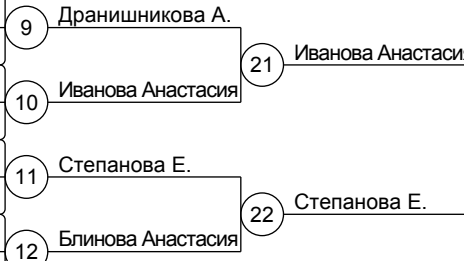 9 Дранишникова А.
21 Иванова Анастасия
10 Иванова Анастасия
11 Степанова Е.
22 Степанова Е.
12 Блинова Анастасия